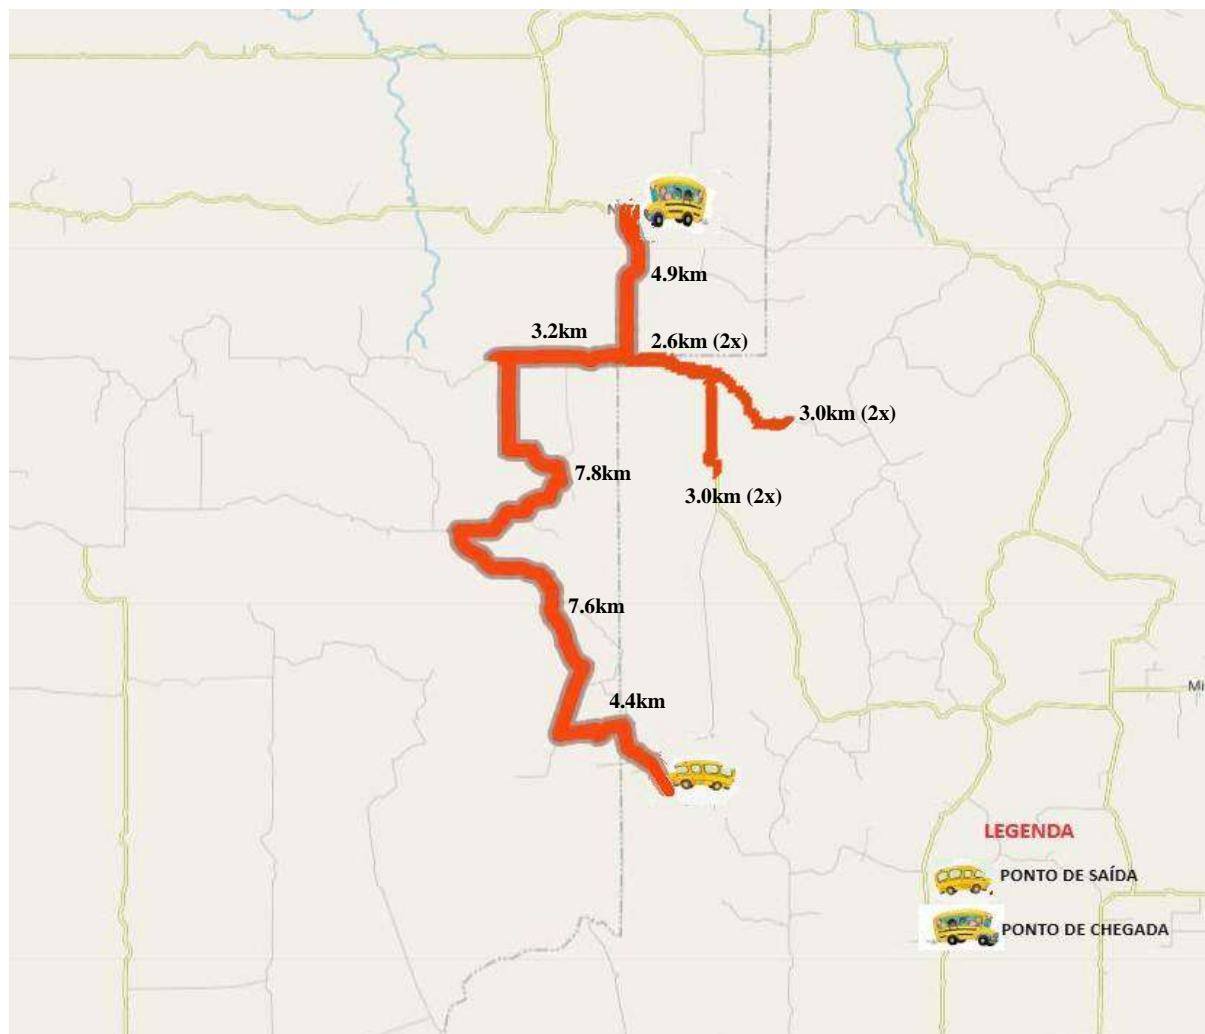 4.9km
3.2km
2.6km (2x)
3.0km (2x)
7.8km
3.0km (2x)
7.6km
4.4km
Mi
LEGENDA
PONTO DE SAÍDA
PONTO DE CHEGADA